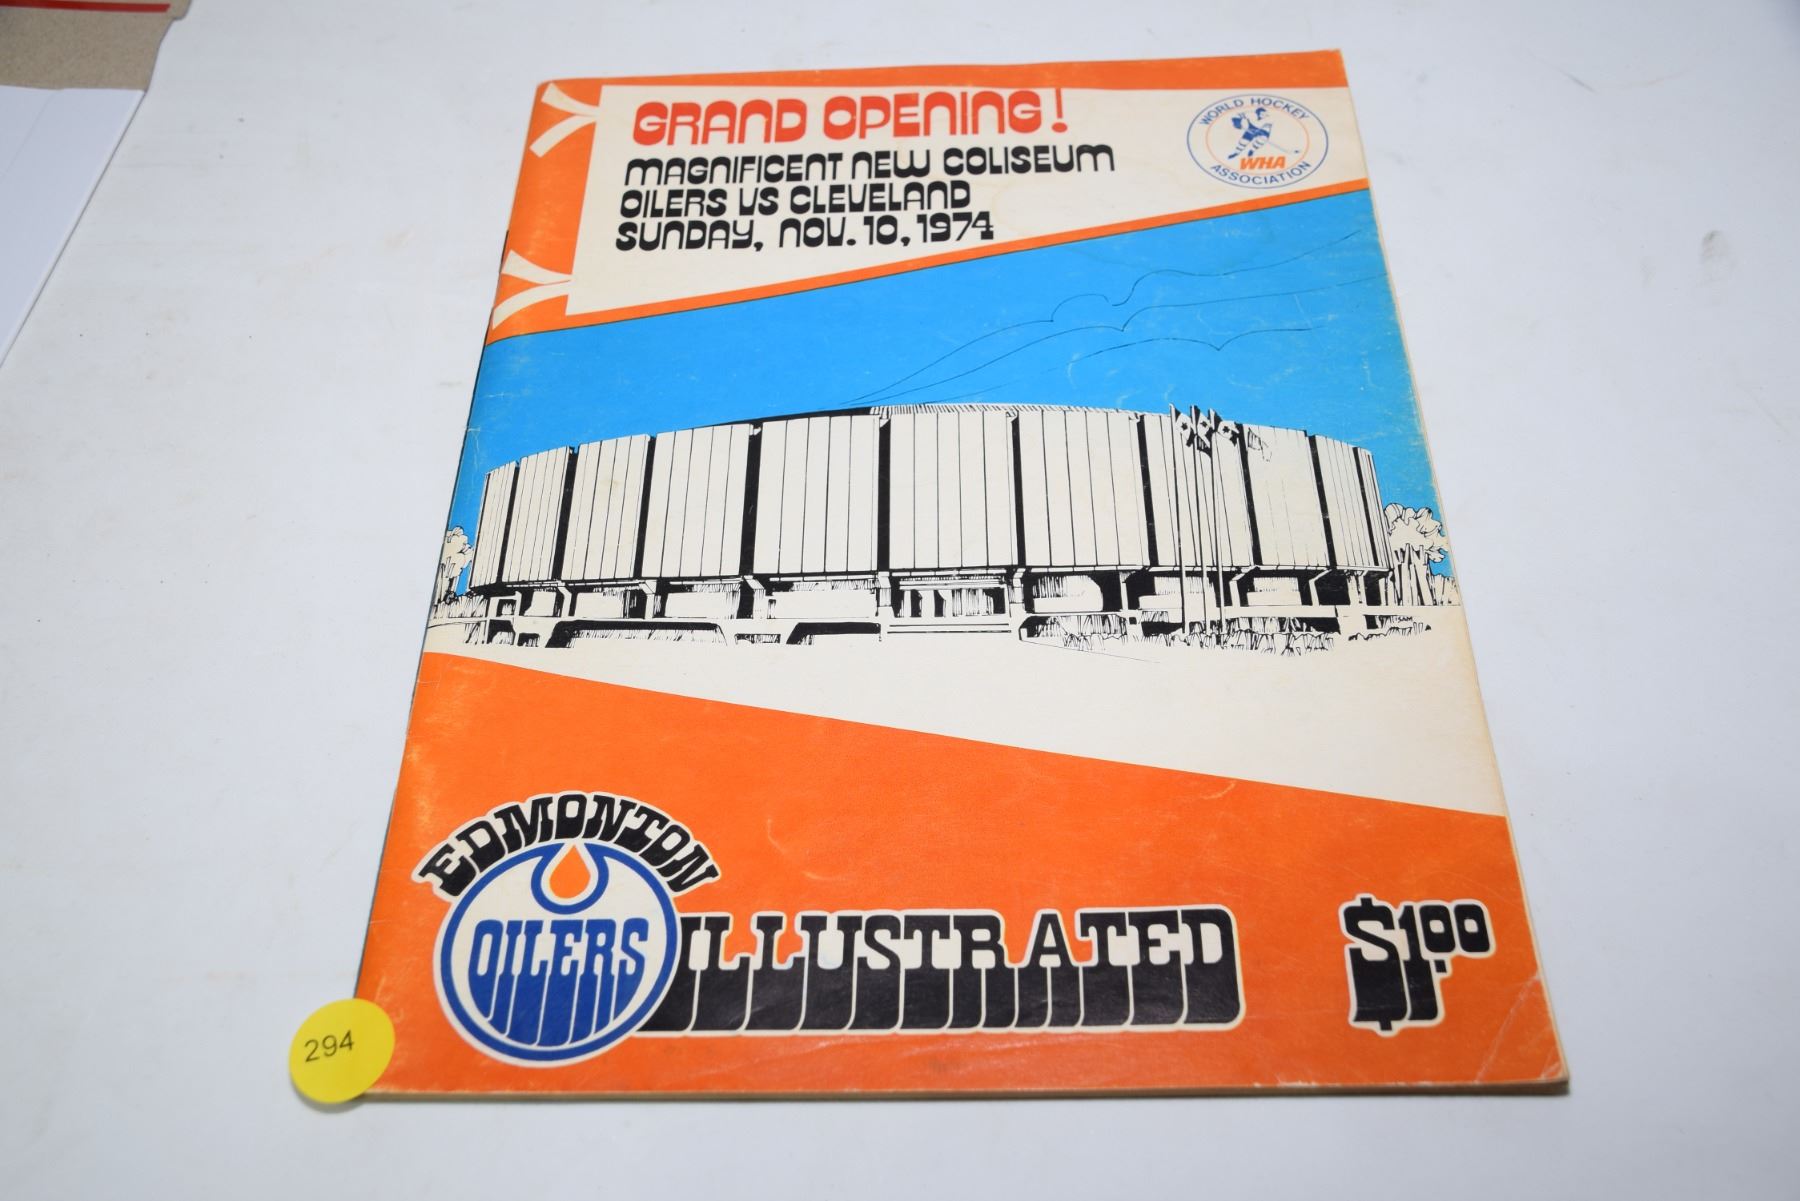 GRAND OPENING!
MAGNIFICENT NEW COLISEUM
OILERS VS CLEVELAND
SUNDAY, NOV. 10, 1974
WORLD HOCKEY
WHA
ASSOCIATION
SAM
EDMONTON
OILERS
ILLUSTRATED
$1.00
294